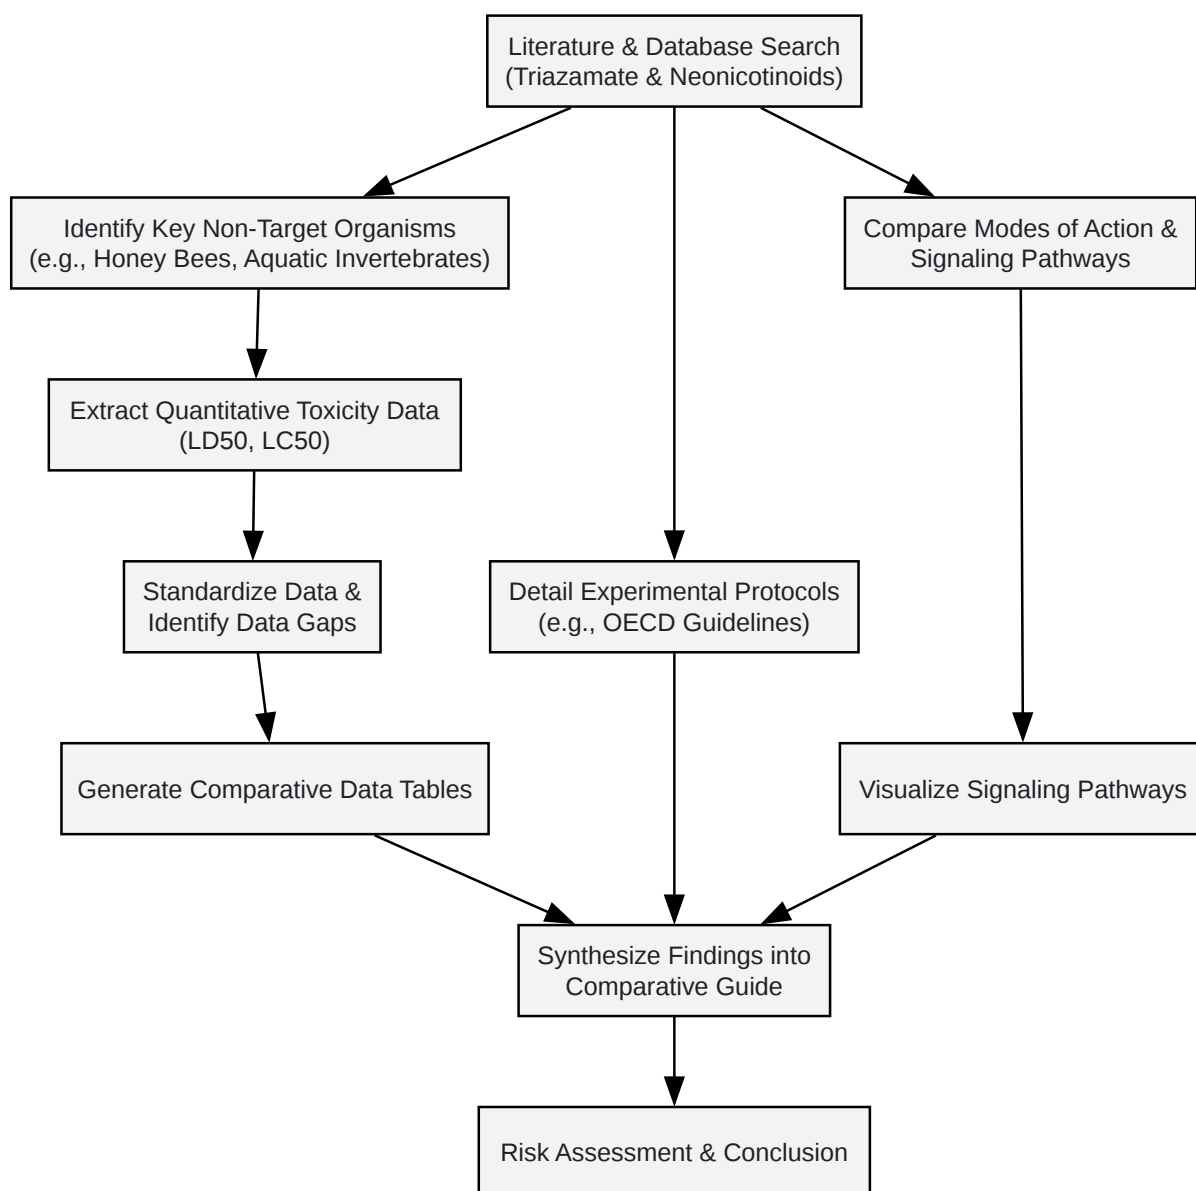 Literature & Database Search
(Triazamate & Neonicotinoids)
Identify Key Non-Target Organisms
(e.g., Honey Bees, Aquatic Invertebrates)
Compare Modes of Action &
Signaling Pathways
Extract Quantitative Toxicity Data
(LD50, LC50)
Standardize Data &
Identify Data Gaps
Detail Experimental Protocols
(e.g., OECD Guidelines)
Generate Comparative Data Tables
Visualize Signaling Pathways
Synthesize Findings into
Comparative Guide
Risk Assessment & Conclusion